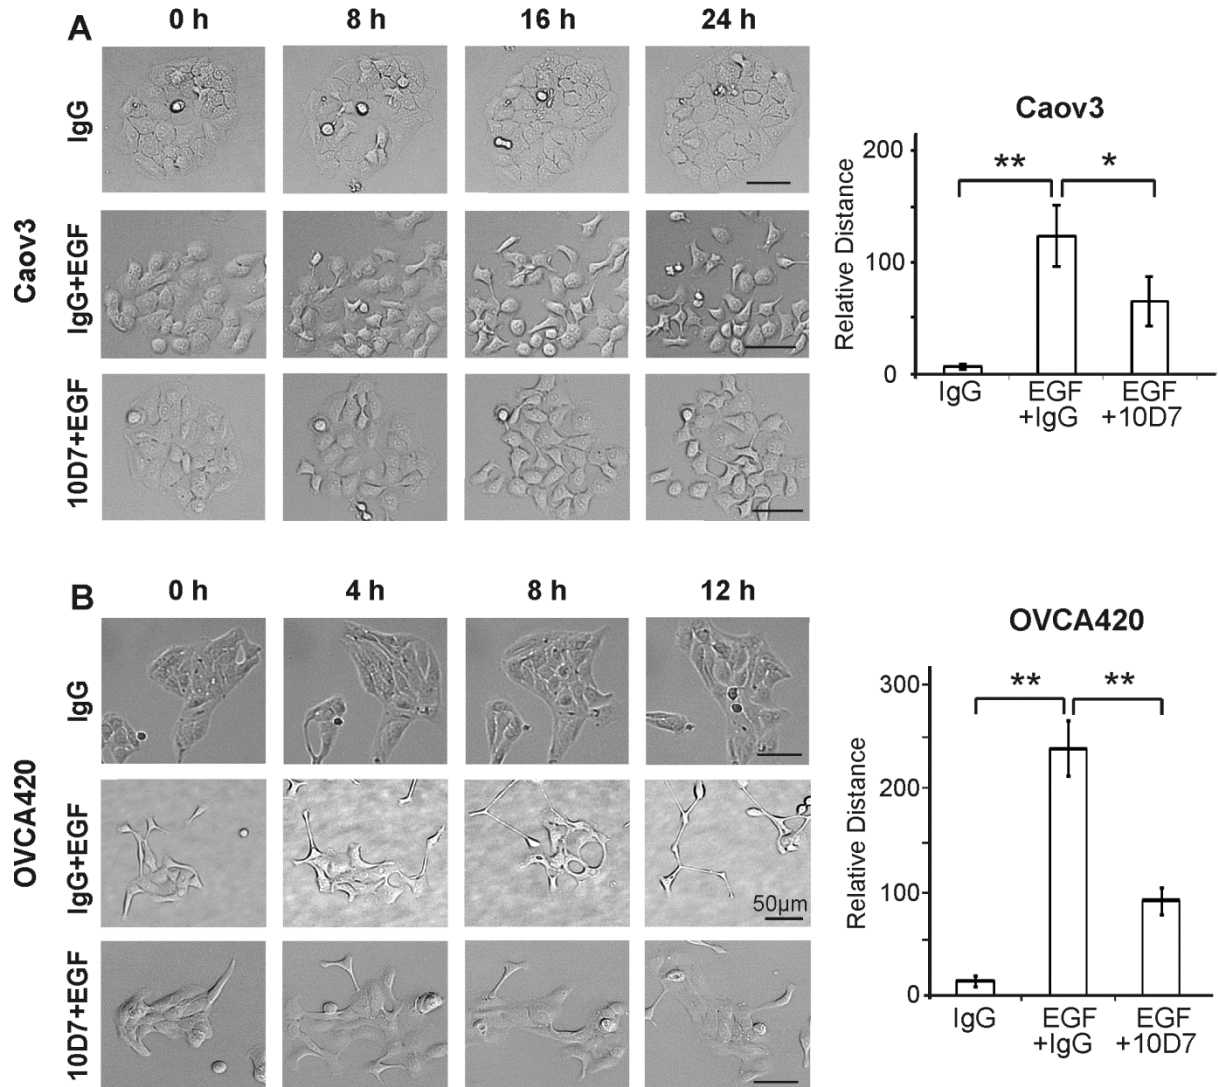 A
0 h 8 h 16 h 24 h
Caov3
IgG
IgG+EGF
10D7+EGF
Caov3
Relative Distance
200
100
0
** *
IgG EGF EGF
+IgG +10D7
B
0 h 4 h 8 h 12 h
OVCA420
IgG
IgG+EGF
50µm
10D7+EGF
OVCA420
Relative Distance
300
200
100
0
** **
IgG EGF EGF
+IgG +10D7